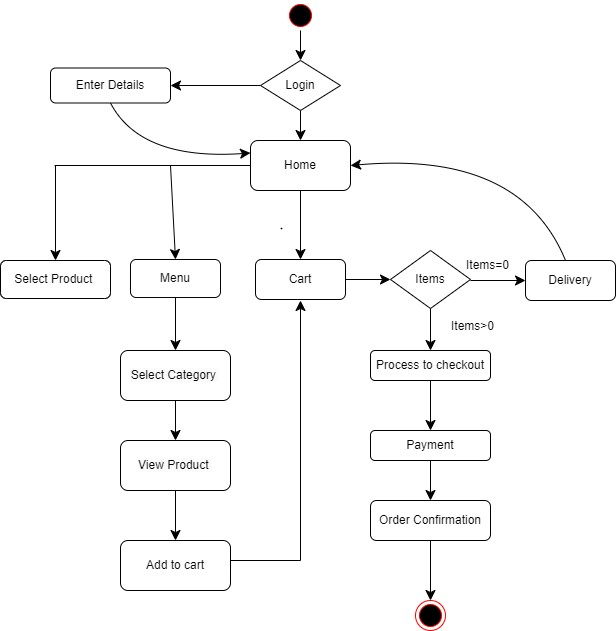 Login
Enter Details
Home
Select Product
Menu
Cart
Items
Items=0
Delivery
Items>0
Select Category
Process to checkout
View Product
Payment
Add to cart
Order Confirmation